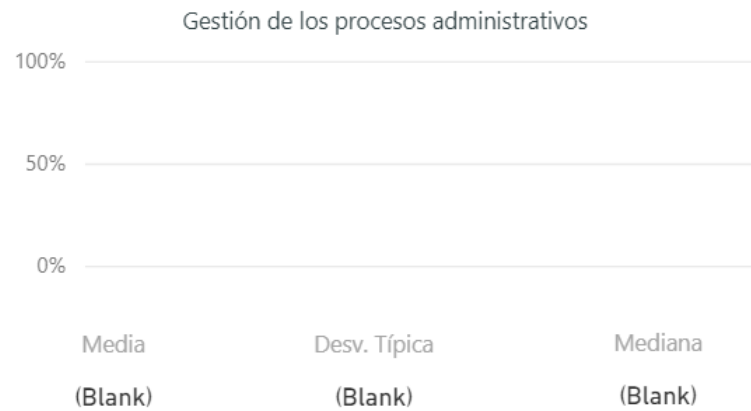 Gestión de los procesos administrativos
100%
50%
0%
Media Desv. Típica Mediana
(Blank) (Blank) (Blank)